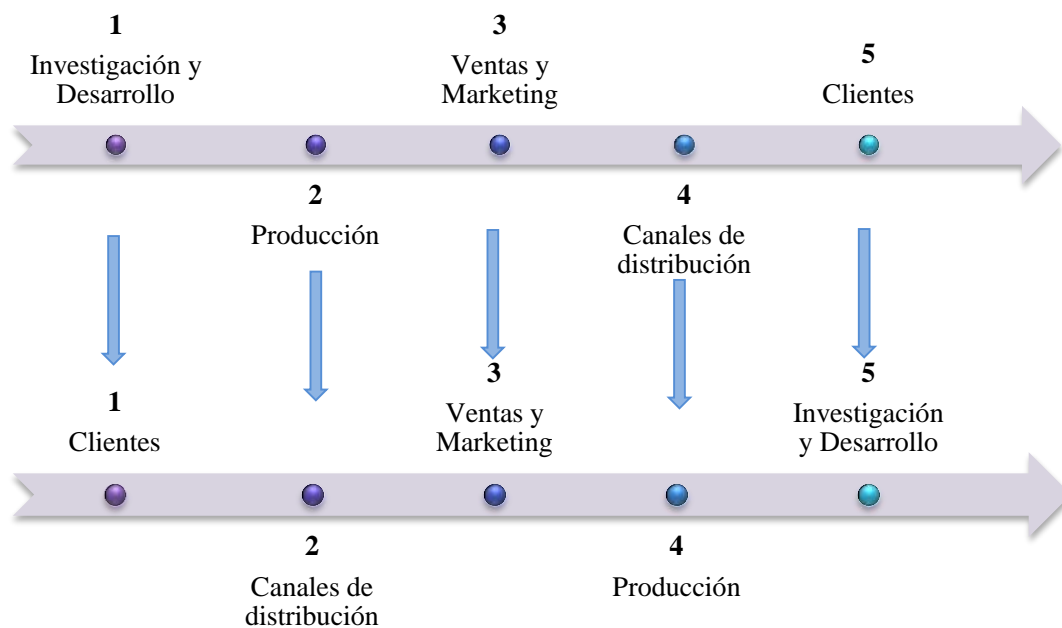 1
Investigación y
Desarrollo
3
Ventas y
Marketing
5
Clientes
2
Producción
4
Canales de
distribución
1
Clientes
3
Ventas y
Marketing
5
Investigación
y Desarrollo
2
Canales de
distribución
4
Producción